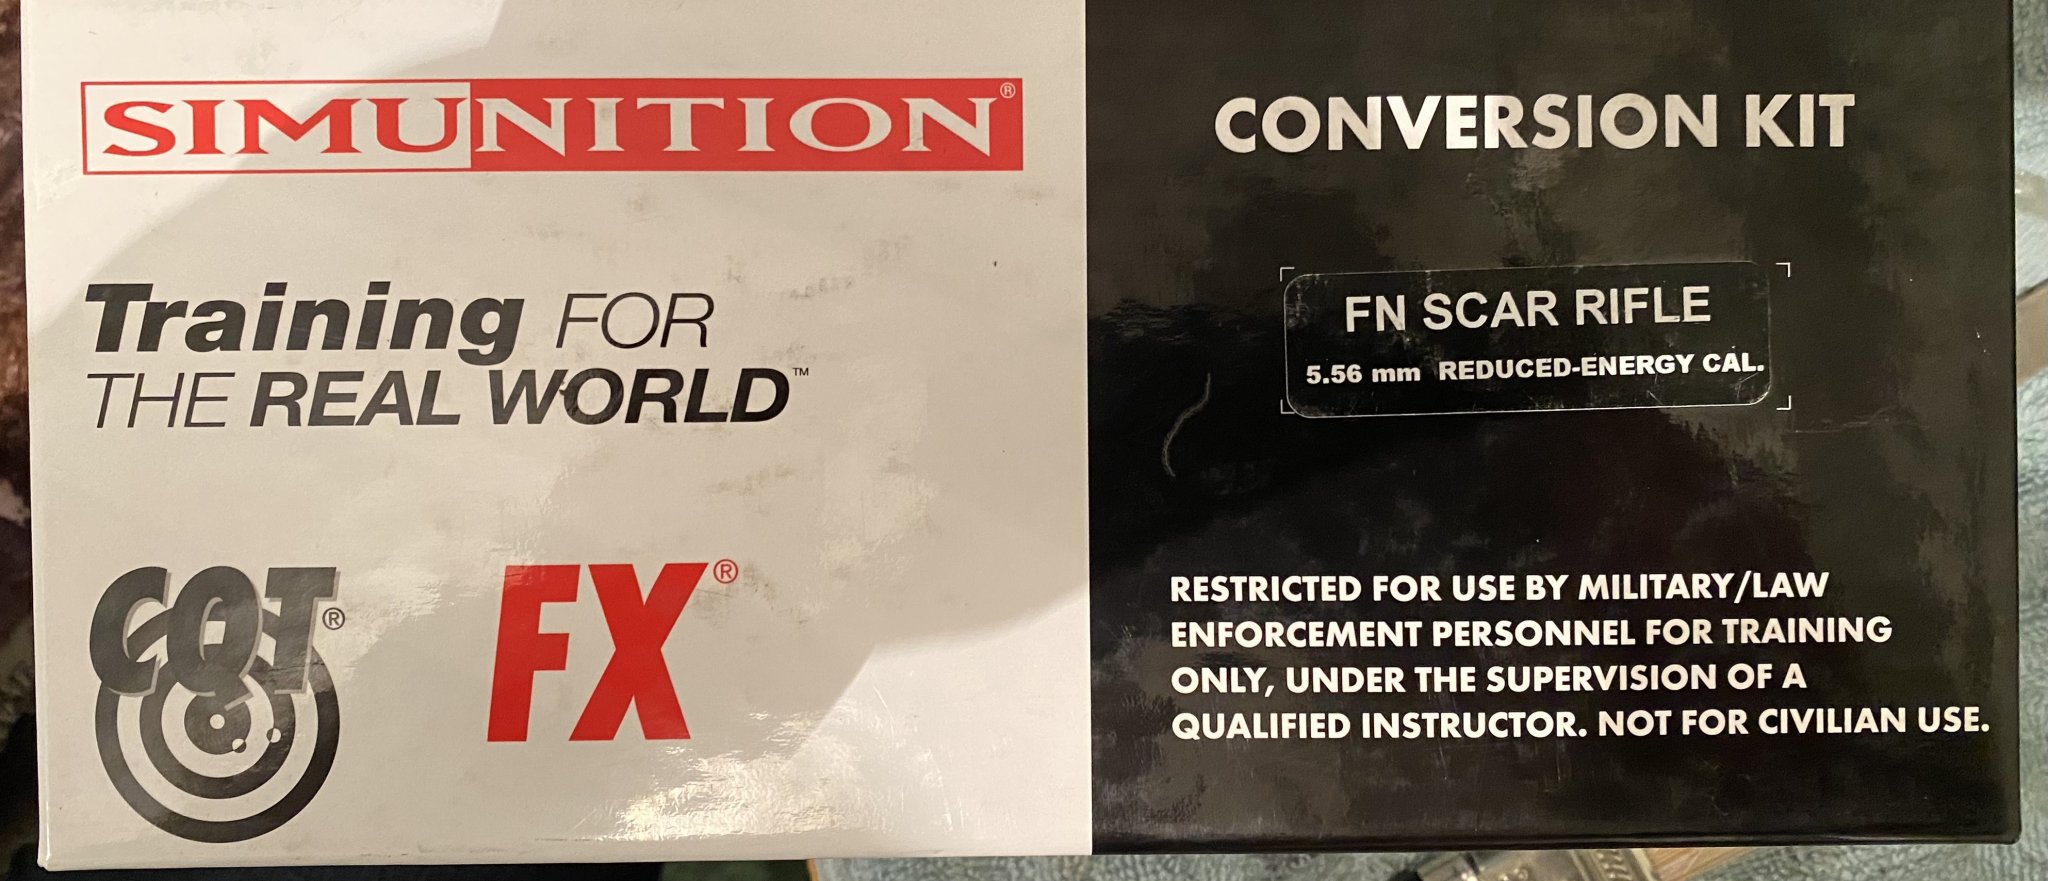 SIMUNITION®
Training FOR
THE REAL WORLD™
CQT®
FX®
CONVERSION KIT
FN SCAR RIFLE
5.56 mm REDUCED-ENERGY CAL.
RESTRICTED FOR USE BY MILITARY/LAW
ENFORCEMENT PERSONNEL FOR TRAINING
ONLY, UNDER THE SUPERVISION OF A
QUALIFIED INSTRUCTOR. NOT FOR CIVILIAN USE.